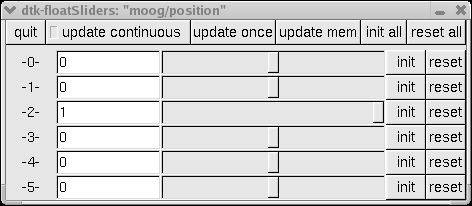 dtk-floatSliders: "moog/position"
quit update continuous update once update mem init all reset all
-0- 0 init reset
-1- 0 init reset
-2- 1 init reset
-3- 0 init reset
-4- 0 init reset
-5- 0 init reset